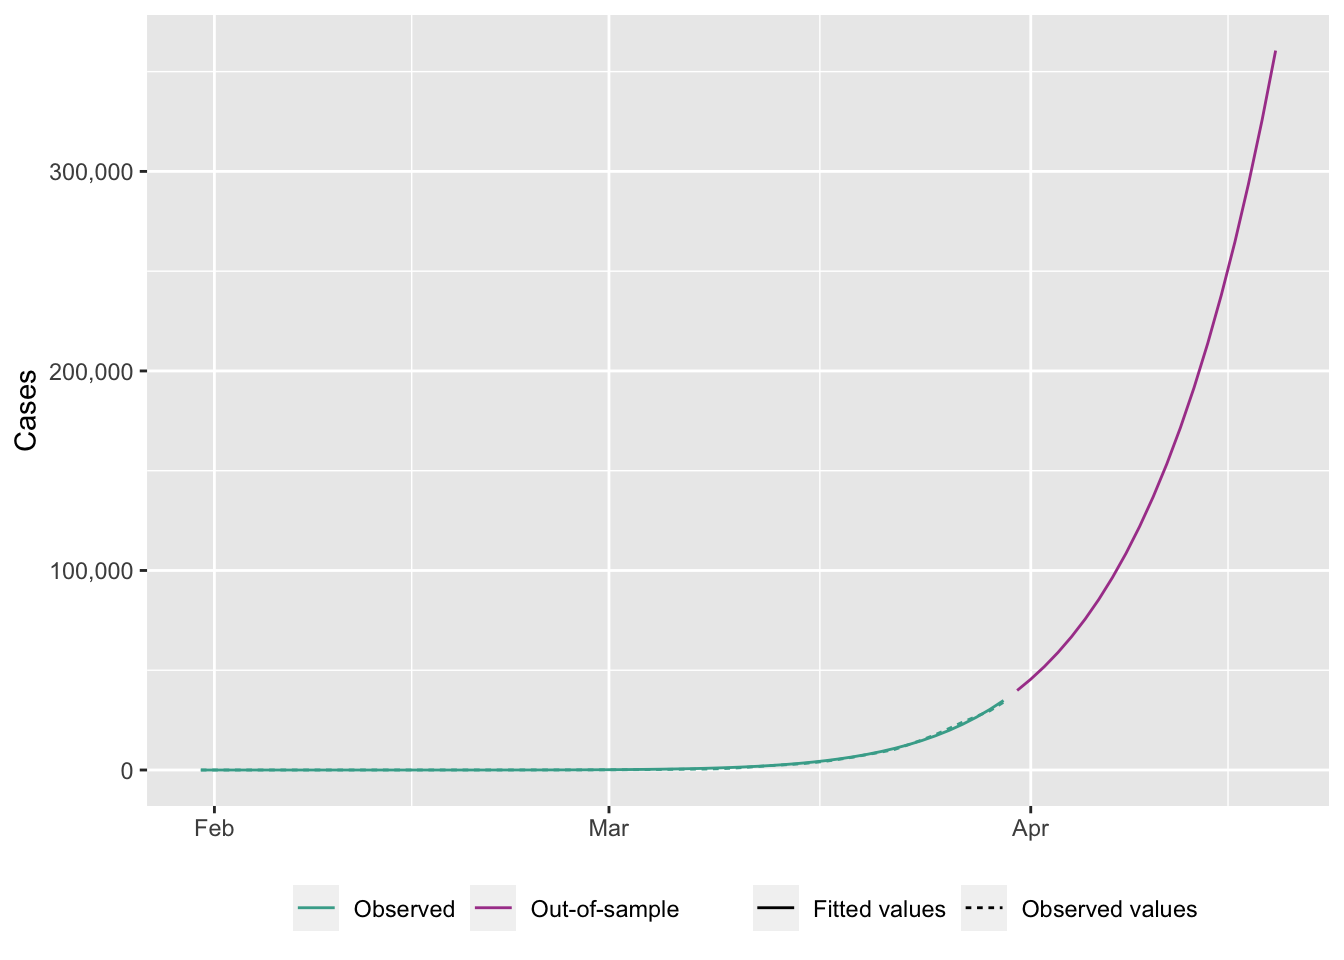 Cases
300,000
200,000
100,000
0
Feb Mar Apr
Observed Out-of-sample Fitted values Observed values